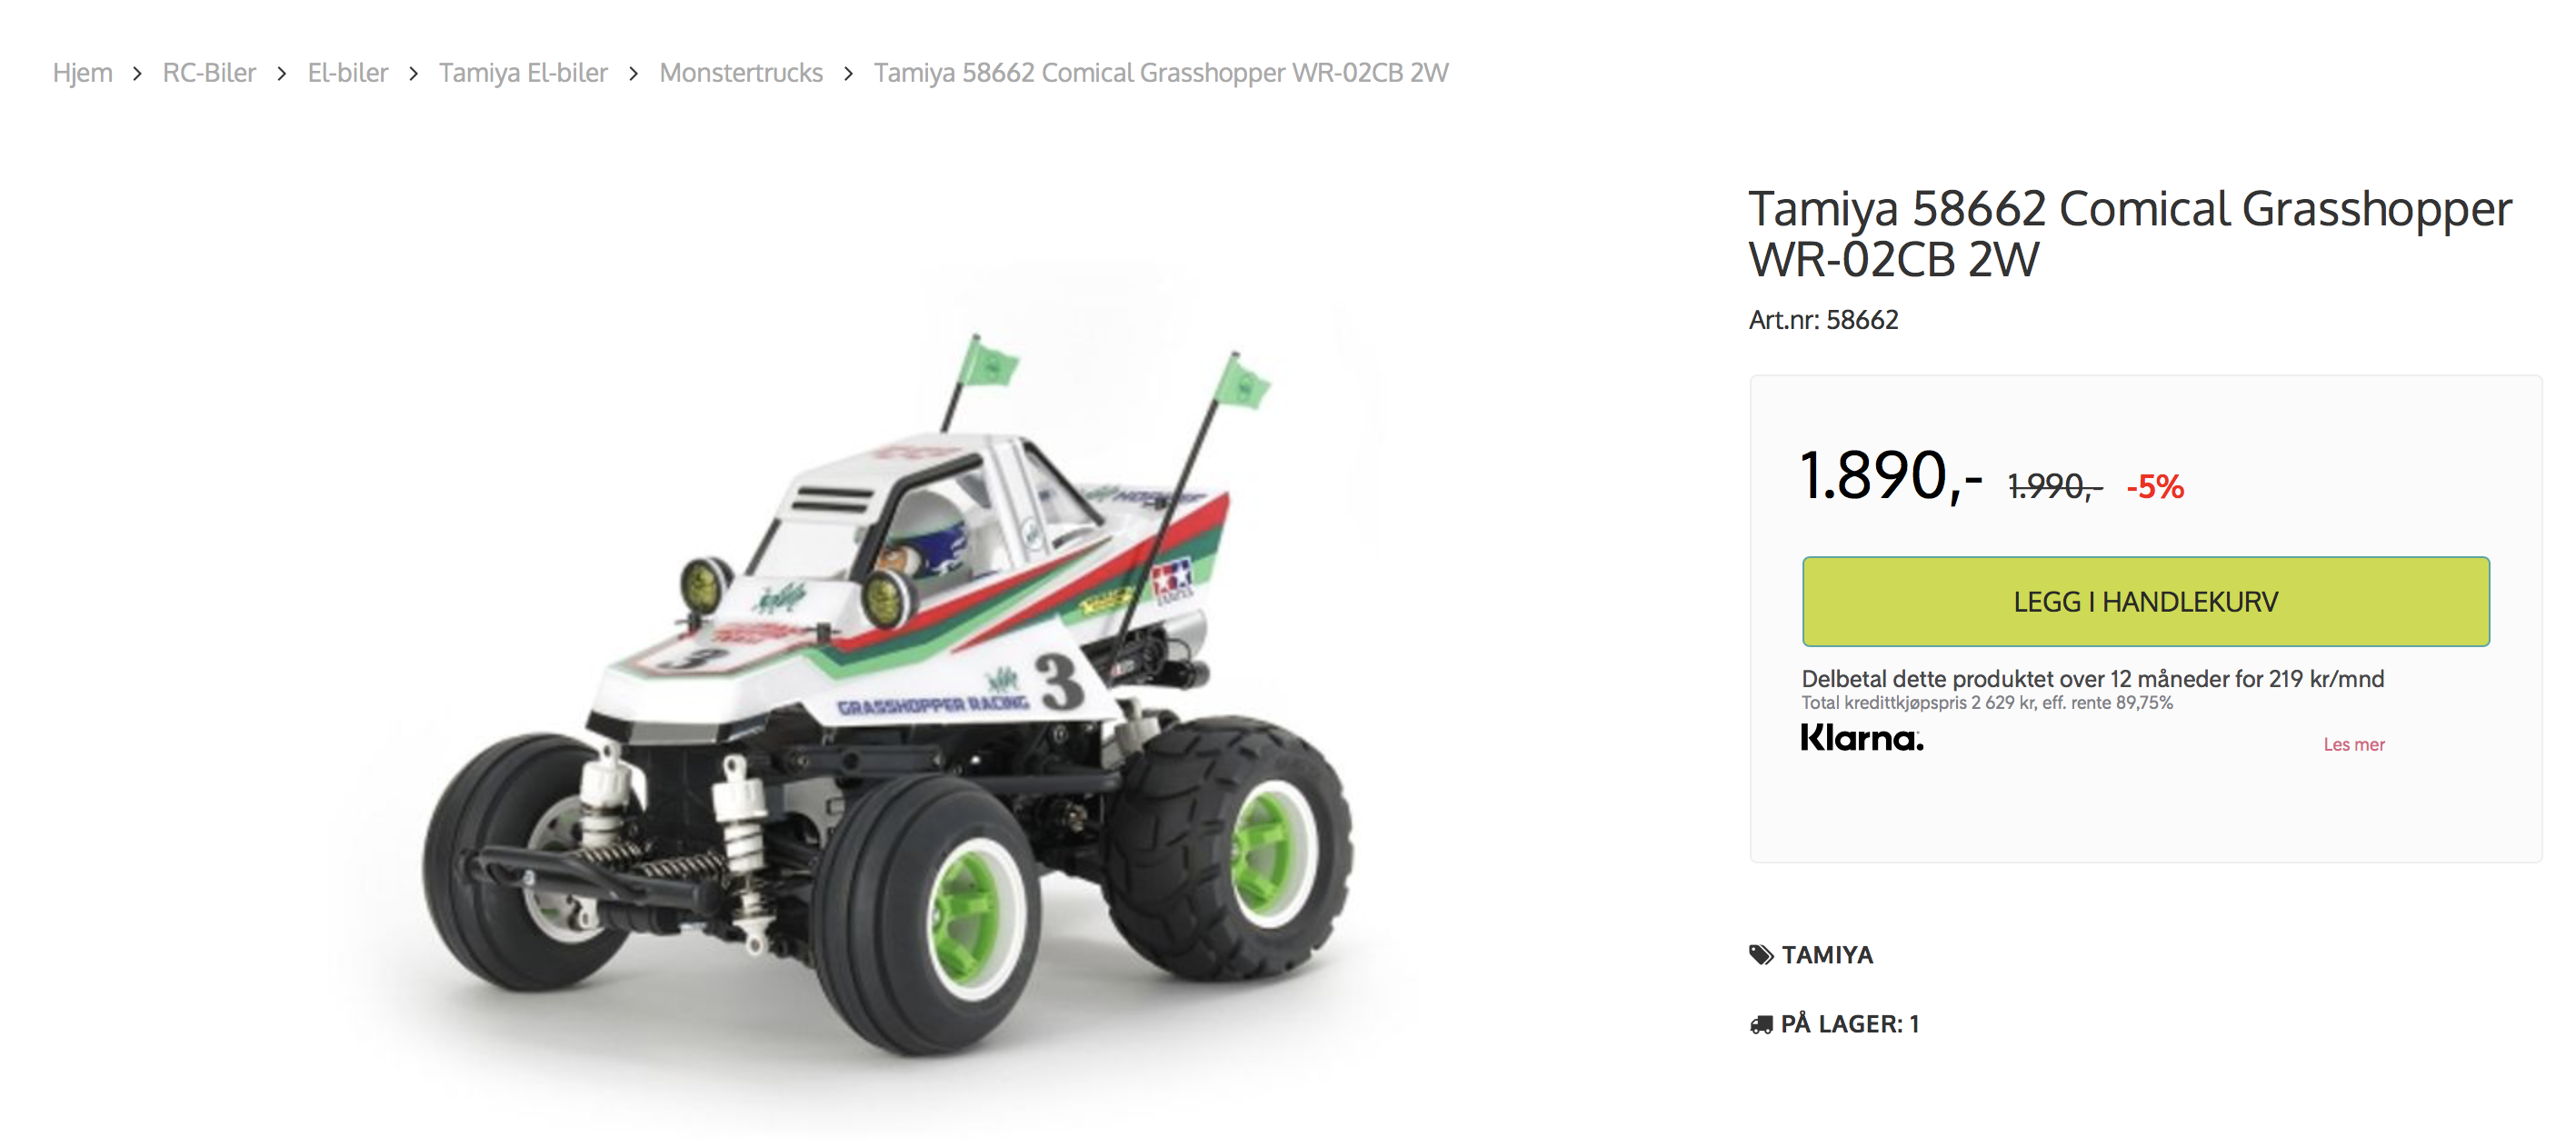 Hjem > RC-Biler > El-biler > Tamiya El-biler > Monstertrucks > Tamiya 58662 Comical Grasshopper WR-02CB 2W
Tamiya 58662 Comical Grasshopper
WR-02CB 2W
Art.nr: 58662
1.890,- 1.990,- -5%
LEGG I HANDLEKURV
Delbetal dette produktet over 12 måneder for 219 kr/mnd
Total kredittkjøpspris 2 629 kr, eff. rente 89,75%
Klarna.
Les mer
TAMIYA
PÅ LAGER: 1
HOPPER
TAMIYA
3
3
GRASSHOPPER RACING